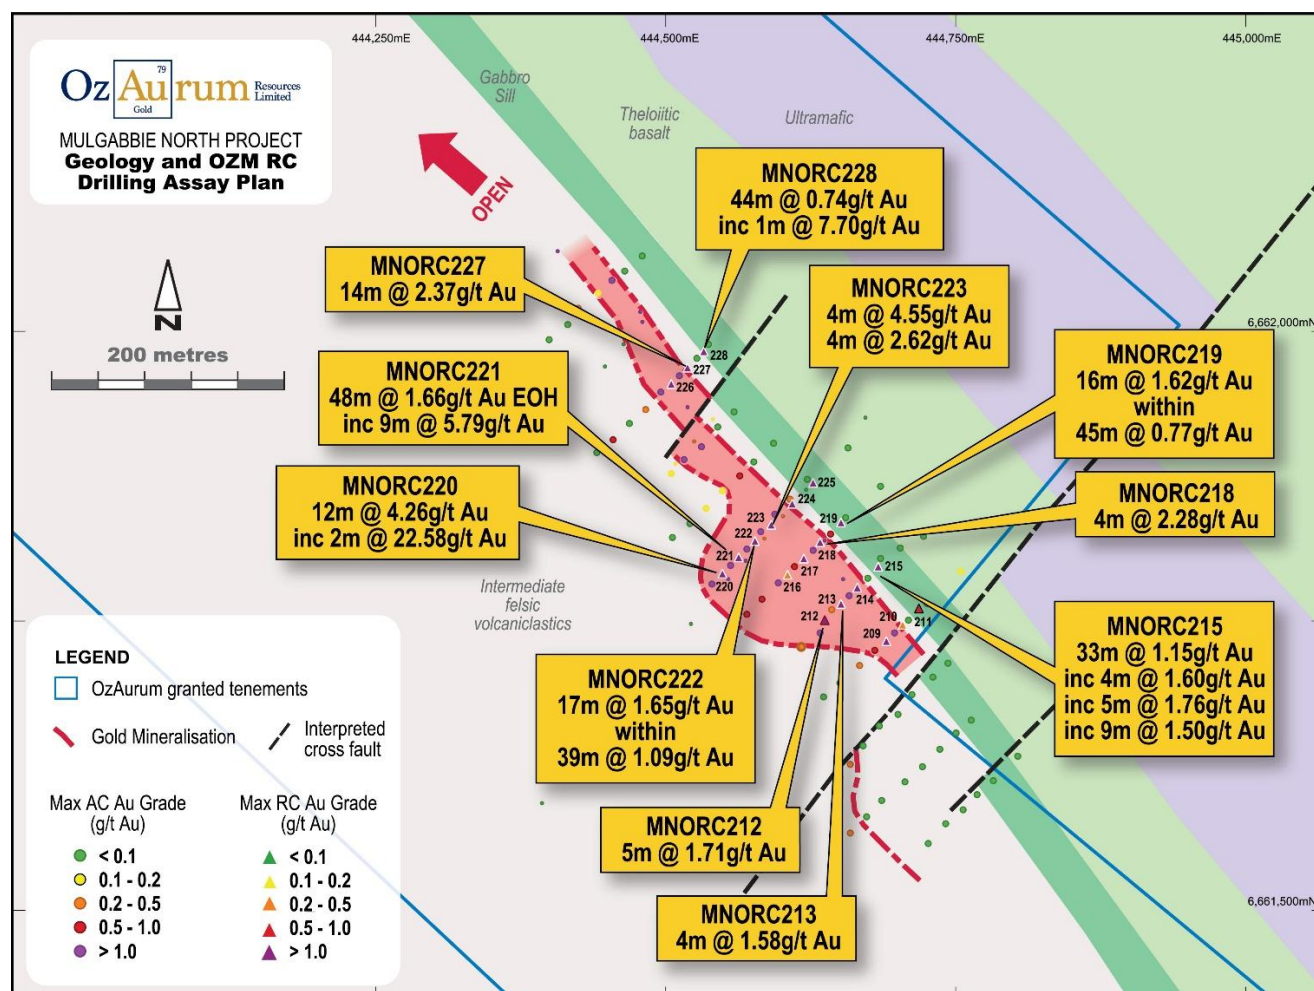 444,250mE
444,500mE
444,750mE
445,000mE
79
OzAurum Resources
Limited
Gold
MULGABBIE NORTH PROJECT
Geology and OZM RC
Drilling Assay Plan
Gabbro
Sill
Theloiitic
basalt
Ultramafic
OPEN
N
200 metres
MNORC228
44m @ 0.74g/t Au
inc 1m @ 7.70g/t Au
MNORC227
14m @ 2.37g/t Au
MNORC223
4m @ 4.55g/t Au
4m @ 2.62g/t Au
6,662,000mN
MNORC219
16m @ 1.62g/t Au
within
45m @ 0.77g/t Au
MNORC221
48m @ 1.66g/t Au EOH
inc 9m @ 5.79g/t Au
MNORC220
12m @ 4.26g/t Au
inc 2m @ 22.58g/t Au
MNORC218
4m @ 2.28g/t Au
228
227
226
225
224
223
222
221
220
219
218
217
216
215
214
213
212
211
210
209
Intermediate
felsic
volcaniclastics
MNORC215
33m @ 1.15g/t Au
inc 4m @ 1.60g/t Au
inc 5m @ 1.76g/t Au
inc 9m @ 1.50g/t Au
MNORC222
17m @ 1.65g/t Au
within
39m @ 1.09g/t Au
MNORC212
5m @ 1.71g/t Au
MNORC213
4m @ 1.58g/t Au
6,661,500mN
LEGEND
OzAurum granted tenements
Gold Mineralisation
Interpreted
cross fault
Max AC Au Grade
(g/t Au)
< 0.1
0.1 - 0.2
0.2 - 0.5
0.5 - 1.0
> 1.0
Max RC Au Grade
(g/t Au)
< 0.1
0.1 - 0.2
0.2 - 0.5
0.5 - 1.0
> 1.0